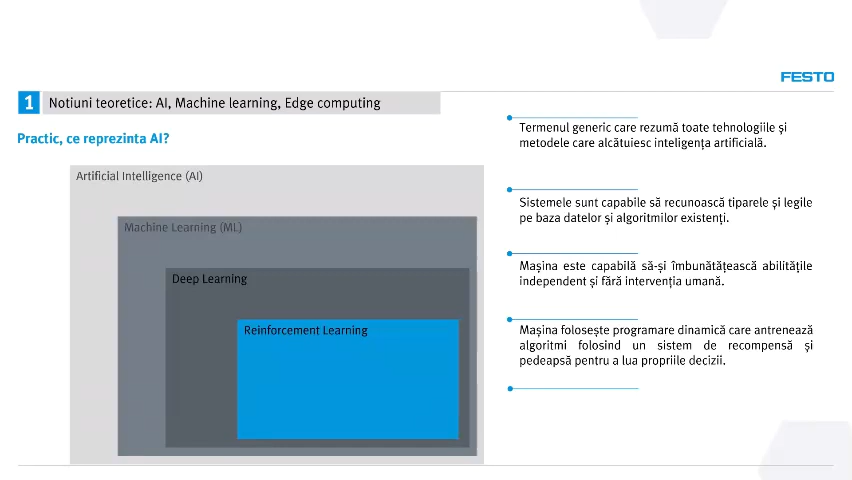 FESTO
1 Notiuni teoretice: AI, Machine learning, Edge computing
Practic, ce reprezinta AI?
Artificial Intelligence (AI)
Machine Learning (ML)
Deep Learning
Reinforcement Learning
Termenul generic care rezumă toate tehnologiile și
metodele care alcătuiesc inteligența artificială.
Sistemele sunt capabile să recunoască tiparele și legile
pe baza datelor și algoritmilor existenți.
Mașina este capabilă să-și îmbunătățească abilitățile
independent și fără intervenția umană.
Mașina folosește programare dinamică care antrenează
algoritmi folosind un sistem de recompensă și
pedeapsă pentru a lua propriile decizii.